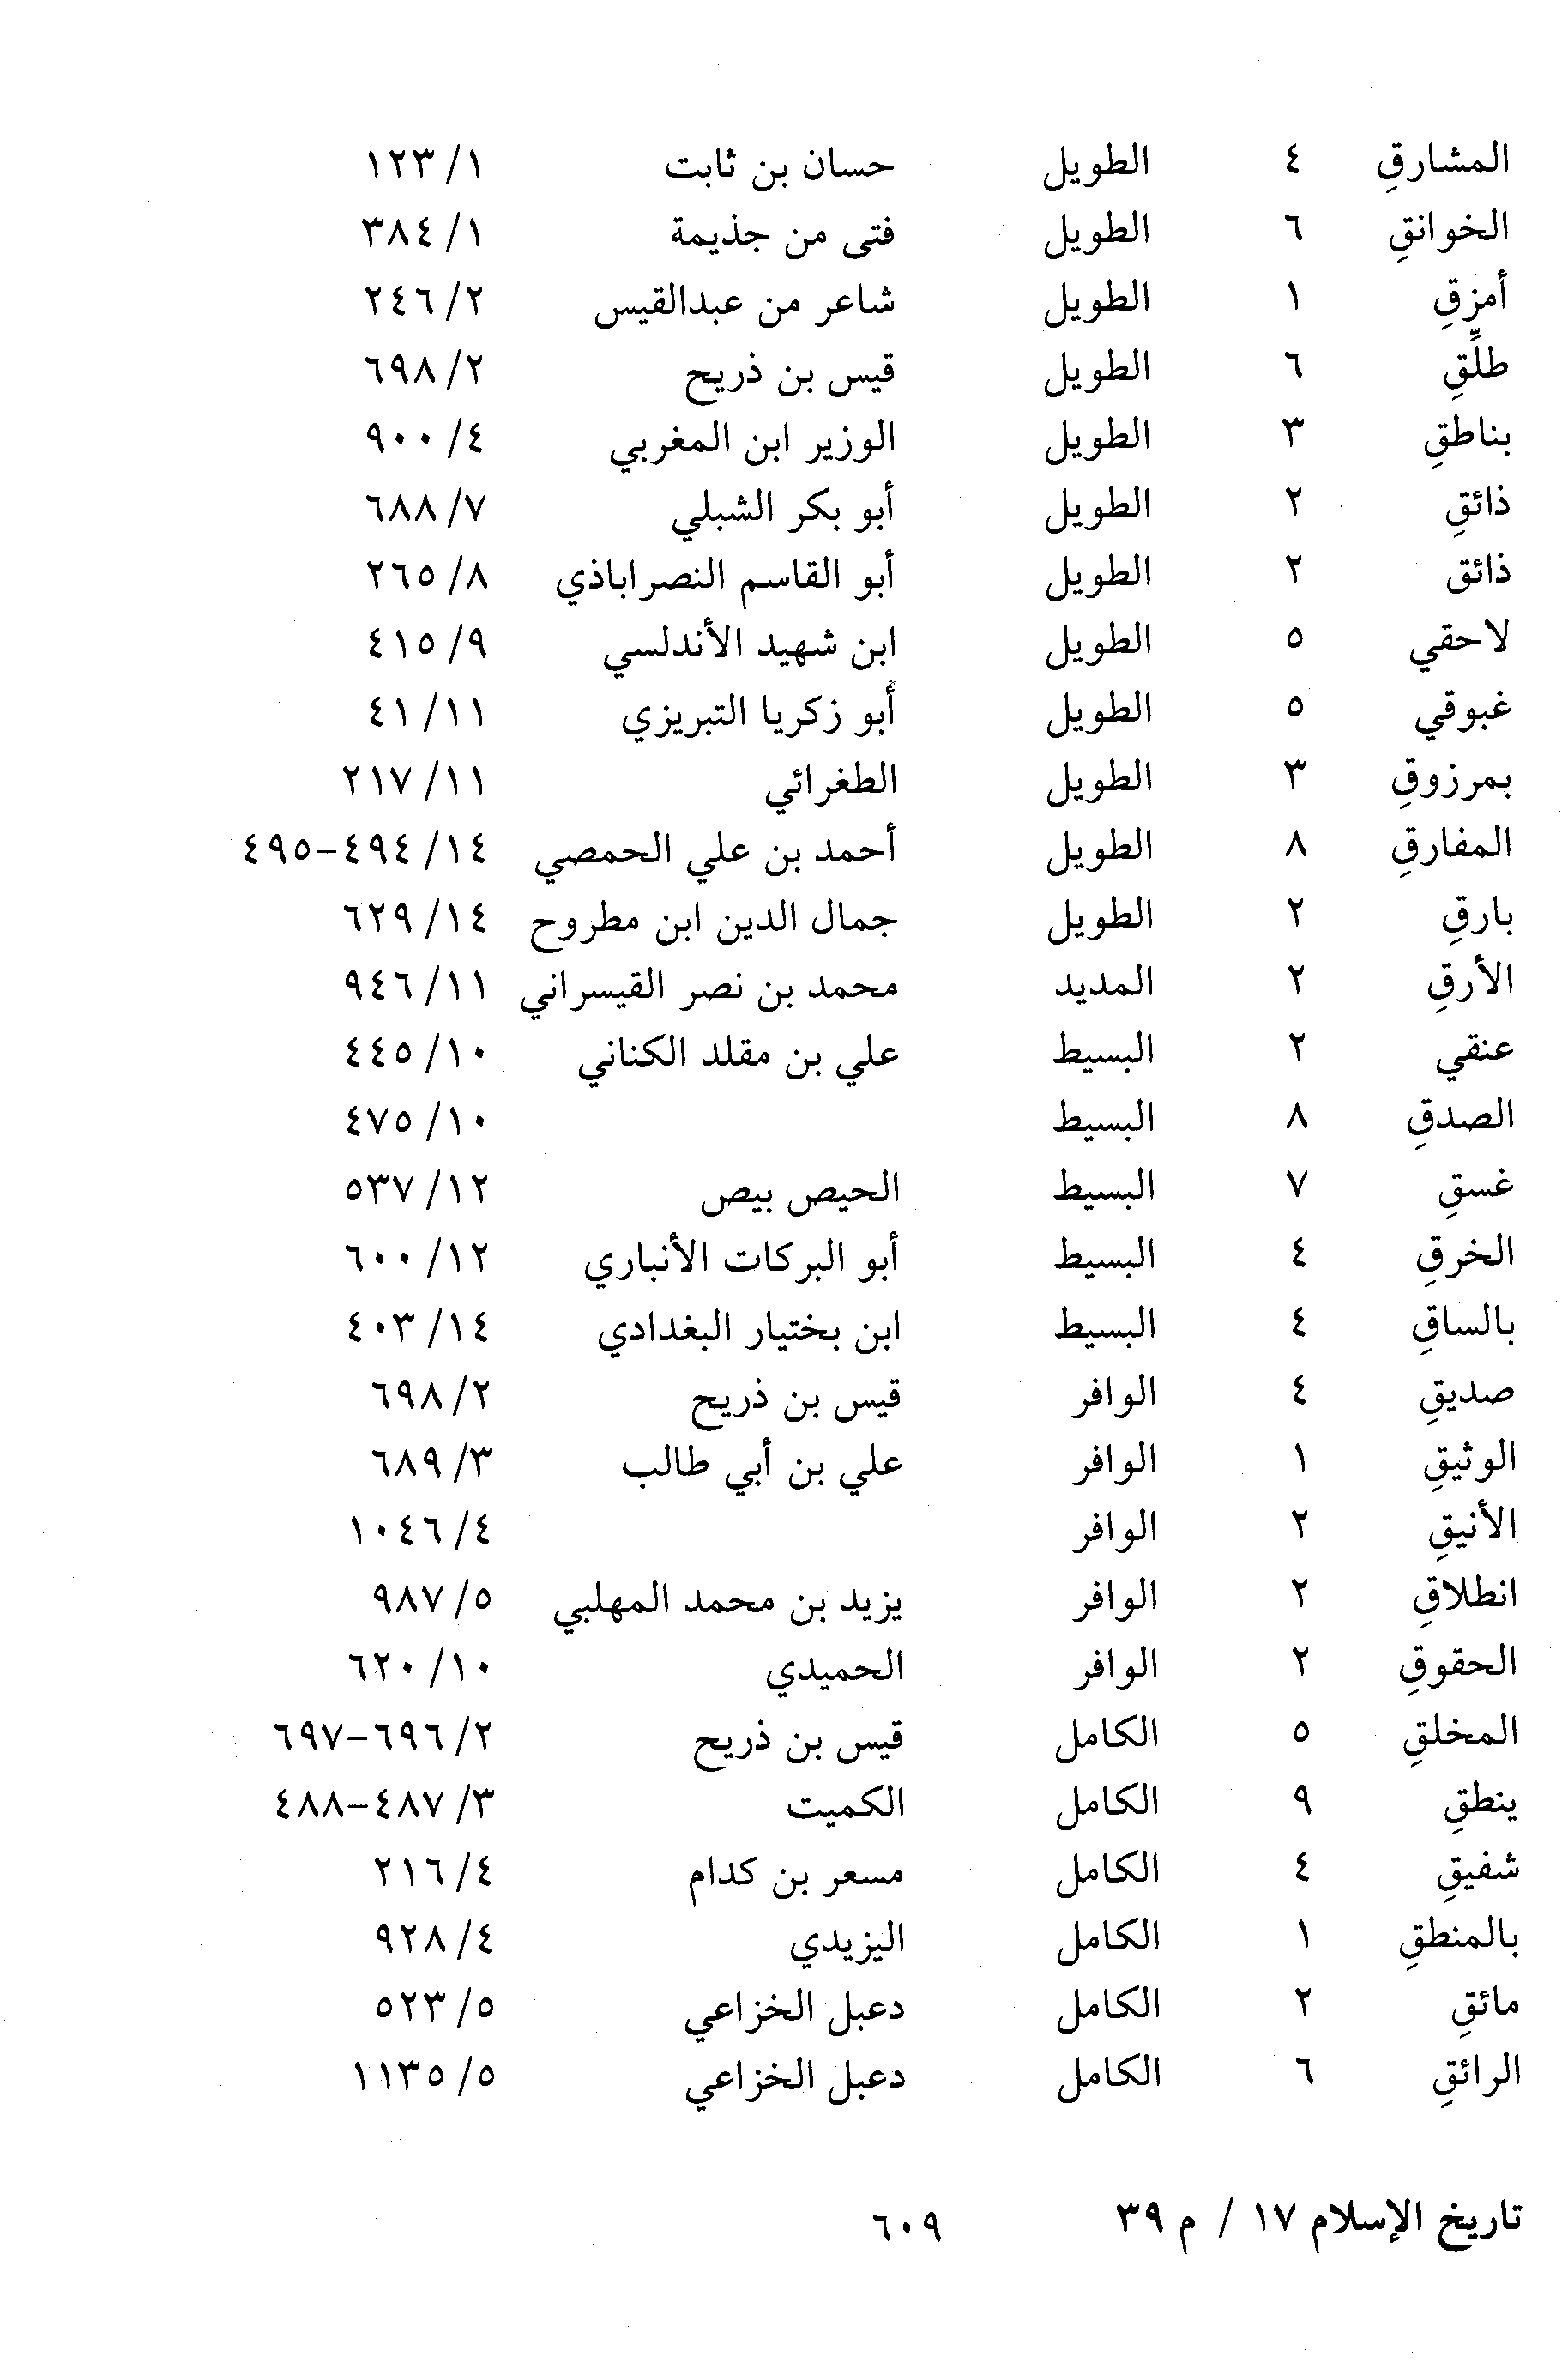 المشارقِ ٤ الطويل حسان بن ثابت ١/ ١٢٣
الخوانقِ ٦ الطويل فتى من جذيمة ١/ ٣٨٤
أمزقِ ١ الطويل شاعر من عبدالقيس ٢/ ٢٤٦
طلِّقِ ٦ الطويل قيس بن ذريح ٢/ ٦٩٨
بناطقِ ٣ الطويل الوزير ابن المغربي ٤/ ٩٠٠
ذائقِ ٢ الطويل أبو بكر الشبلي ٧/ ٦٨٨
ذائق ٢ الطويل أبو القاسم النصراباذي ٨/ ٢٦٥
لاحقي ٥ الطويل ابن شهيد الأندلسي ٩/ ٤١٥
غبوقي ٥ الطويل أبو زكريا التبريزي ١١/ ٤١
بمرزوقِ ٣ الطويل الطغرائي ١١/ ٢١٧
المفارقِ ٨ الطويل أحمد بن علي الحمصي ١٤/ ٤٩٤-٤٩٥
بارقِ ٢ الطويل جمال الدين ابن مطروح ١٤/ ٦٢٩
الأرقِ ٢ المديد محمد بن نصر القيسراني ١١/ ٩٤٦
عنقي ٢ البسيط علي بن مقلد الكناني ١٠/ ٤٤٥
الصدقِ ٨ البسيط ١٠/ ٤٧٥
غسقِ ٧ البسيط الحيص بيص ١٢/ ٥٣٧
الخرقِ ٤ البسيط أبو البركات الأنباري ١٢/ ٦٠٠
بالساقِ ٤ البسيط ابن بختيار البغدادي ١٤/ ٤٠٣
صديقِ ٤ الوافر قيس بن ذريح ٢/ ٦٩٨
الوثيقِ ١ الوافر علي بن أبي طالب ٣/ ٦٨٩
الأنيقِ ٢ الوافر ٤/ ١٠٤٦
انطلاقِ ٢ الوافر يزيد بن محمد المهلبي ٥/ ٩٨٧
الحقوقِ ٢ الوافر الحميدي ١٠/ ٦٢٠
المخلقِ ٥ الكامل قيس بن ذريح ٢/ ٦٩٦-٦٩٧
ينطقِ ٩ الكامل الكميت ٣/ ٤٨٧-٤٨٨
شفيقِ ٤ الكامل مسعر بن كدام ٤/ ٢١٦
بالمنطقِ ١ الكامل اليزيدي ٤/ ٩٢٨
مائقِ ٢ الكامل دعبل الخزاعي ٥/ ٥٢٣
الرائقِ ٦ الكامل دعبل الخزاعي ٥/ ١١٣٥
تاريخ الإسلام ١٧ / م ٣٩
٦٠٩